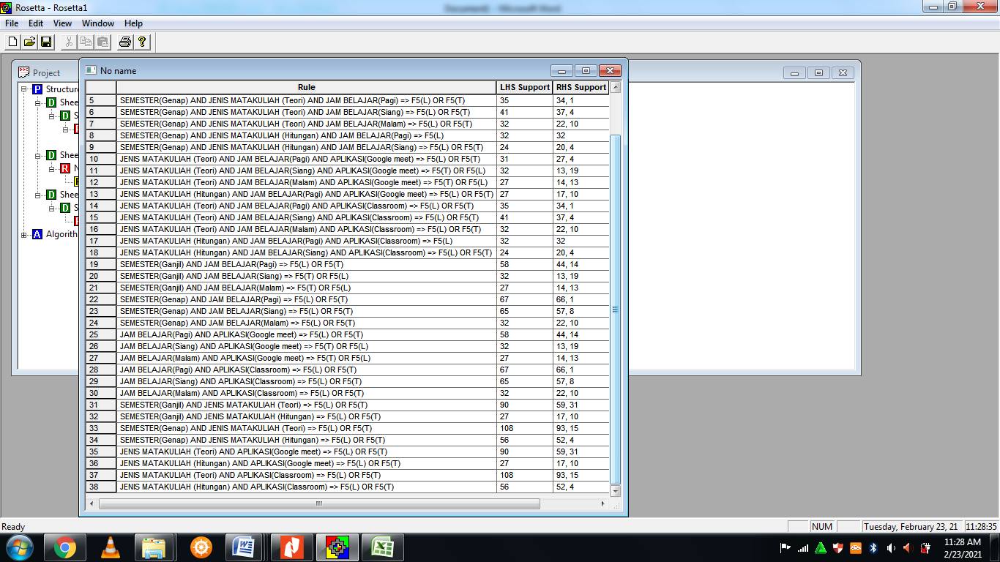 Rosetta - Rosetta1
File Edit View Window Help
Project
No name
Structure
Shee
S
Shee
N
Shee
S
Algorith
Rule LHS Support RHS Support
5 SEMESTER(Genap) AND JENIS MATAKULIAH (Teori) AND JAM BELAJAR(Pagi) => F5(L) OR F5(T) 35 34, 1
6 SEMESTER(Genap) AND JENIS MATAKULIAH (Teori) AND JAM BELAJAR(Siang) => F5(L) OR F5(T) 41 37, 4
7 SEMESTER(Genap) AND JENIS MATAKULIAH (Teori) AND JAM BELAJAR(Malam) => F5(L) OR F5(T) 32 22, 10
8 SEMESTER(Genap) AND JENIS MATAKULIAH (Hitungan) AND JAM BELAJAR(Pagi) => F5(L) 32 32
9 SEMESTER(Genap) AND JENIS MATAKULIAH (Hitungan) AND JAM BELAJAR(Siang) => F5(L) OR F5(T) 24 20, 4
10 JENIS MATAKULIAH (Teori) AND JAM BELAJAR(Pagi) AND APLIKASI(Google meet) => F5(L) OR F5(T) 31 27, 4
11 JENIS MATAKULIAH (Teori) AND JAM BELAJAR(Siang) AND APLIKASI(Google meet) => F5(T) OR F5(L) 32 13, 19
12 JENIS MATAKULIAH (Teori) AND JAM BELAJAR(Malam) AND APLIKASI(Google meet) => F5(T) OR F5(L) 27 14, 13
13 JENIS MATAKULIAH (Hitungan) AND JAM BELAJAR(Pagi) AND APLIKASI(Google meet) => F5(L) OR F5(T) 27 17, 10
14 JENIS MATAKULIAH (Teori) AND JAM BELAJAR(Pagi) AND APLIKASI(Classroom) => F5(L) OR F5(T) 35 34, 1
15 JENIS MATAKULIAH (Teori) AND JAM BELAJAR(Siang) AND APLIKASI(Classroom) => F5(L) OR F5(T) 41 37, 4
16 JENIS MATAKULIAH (Teori) AND JAM BELAJAR(Malam) AND APLIKASI(Classroom) => F5(L) OR F5(T) 32 22, 10
17 JENIS MATAKULIAH (Hitungan) AND JAM BELAJAR(Pagi) AND APLIKASI(Classroom) => F5(L) 32 32
18 JENIS MATAKULIAH (Hitungan) AND JAM BELAJAR(Siang) AND APLIKASI(Classroom) => F5(L) OR F5(T) 24 20, 4
19 SEMESTER(Ganjil) AND JAM BELAJAR(Pagi) => F5(L) OR F5(T) 58 44, 14
20 SEMESTER(Ganjil) AND JAM BELAJAR(Siang) => F5(T) OR F5(L) 32 13, 19
21 SEMESTER(Ganjil) AND JAM BELAJAR(Malam) => F5(T) OR F5(L) 27 14, 13
22 SEMESTER(Genap) AND JAM BELAJAR(Pagi) => F5(L) OR F5(T) 67 66, 1
23 SEMESTER(Genap) AND JAM BELAJAR(Siang) => F5(L) OR F5(T) 65 57, 8
24 SEMESTER(Genap) AND JAM BELAJAR(Malam) => F5(L) OR F5(T) 32 22, 10
25 JAM BELAJAR(Pagi) AND APLIKASI(Google meet) => F5(L) OR F5(T) 58 44, 14
26 JAM BELAJAR(Siang) AND APLIKASI(Google meet) => F5(T) OR F5(L) 32 13, 19
27 JAM BELAJAR(Malam) AND APLIKASI(Google meet) => F5(T) OR F5(L) 27 14, 13
28 JAM BELAJAR(Pagi) AND APLIKASI(Classroom) => F5(L) OR F5(T) 67 66, 1
29 JAM BELAJAR(Siang) AND APLIKASI(Classroom) => F5(L) OR F5(T) 65 57, 8
30 JAM BELAJAR(Malam) AND APLIKASI(Classroom) => F5(L) OR F5(T) 32 22, 10
31 SEMESTER(Ganjil) AND JENIS MATAKULIAH (Teori) => F5(L) OR F5(T) 90 59, 31
32 SEMESTER(Ganjil) AND JENIS MATAKULIAH (Hitungan) => F5(L) OR F5(T) 27 17, 10
33 SEMESTER(Genap) AND JENIS MATAKULIAH (Teori) => F5(L) OR F5(T) 108 93, 15
34 SEMESTER(Genap) AND JENIS MATAKULIAH (Hitungan) => F5(L) OR F5(T) 56 52, 4
35 JENIS MATAKULIAH (Teori) AND APLIKASI(Google meet) => F5(L) OR F5(T) 90 59, 31
36 JENIS MATAKULIAH (Hitungan) AND APLIKASI(Google meet) => F5(L) OR F5(T) 27 17, 10
37 JENIS MATAKULIAH (Teori) AND APLIKASI(Classroom) => F5(L) OR F5(T) 108 93, 15
38 JENIS MATAKULIAH (Hitungan) AND APLIKASI(Classroom) => F5(L) OR F5(T) 56 52, 4
Ready NUM Tuesday, February 23, 21 11:28:35
11:28 AM
2/23/2021